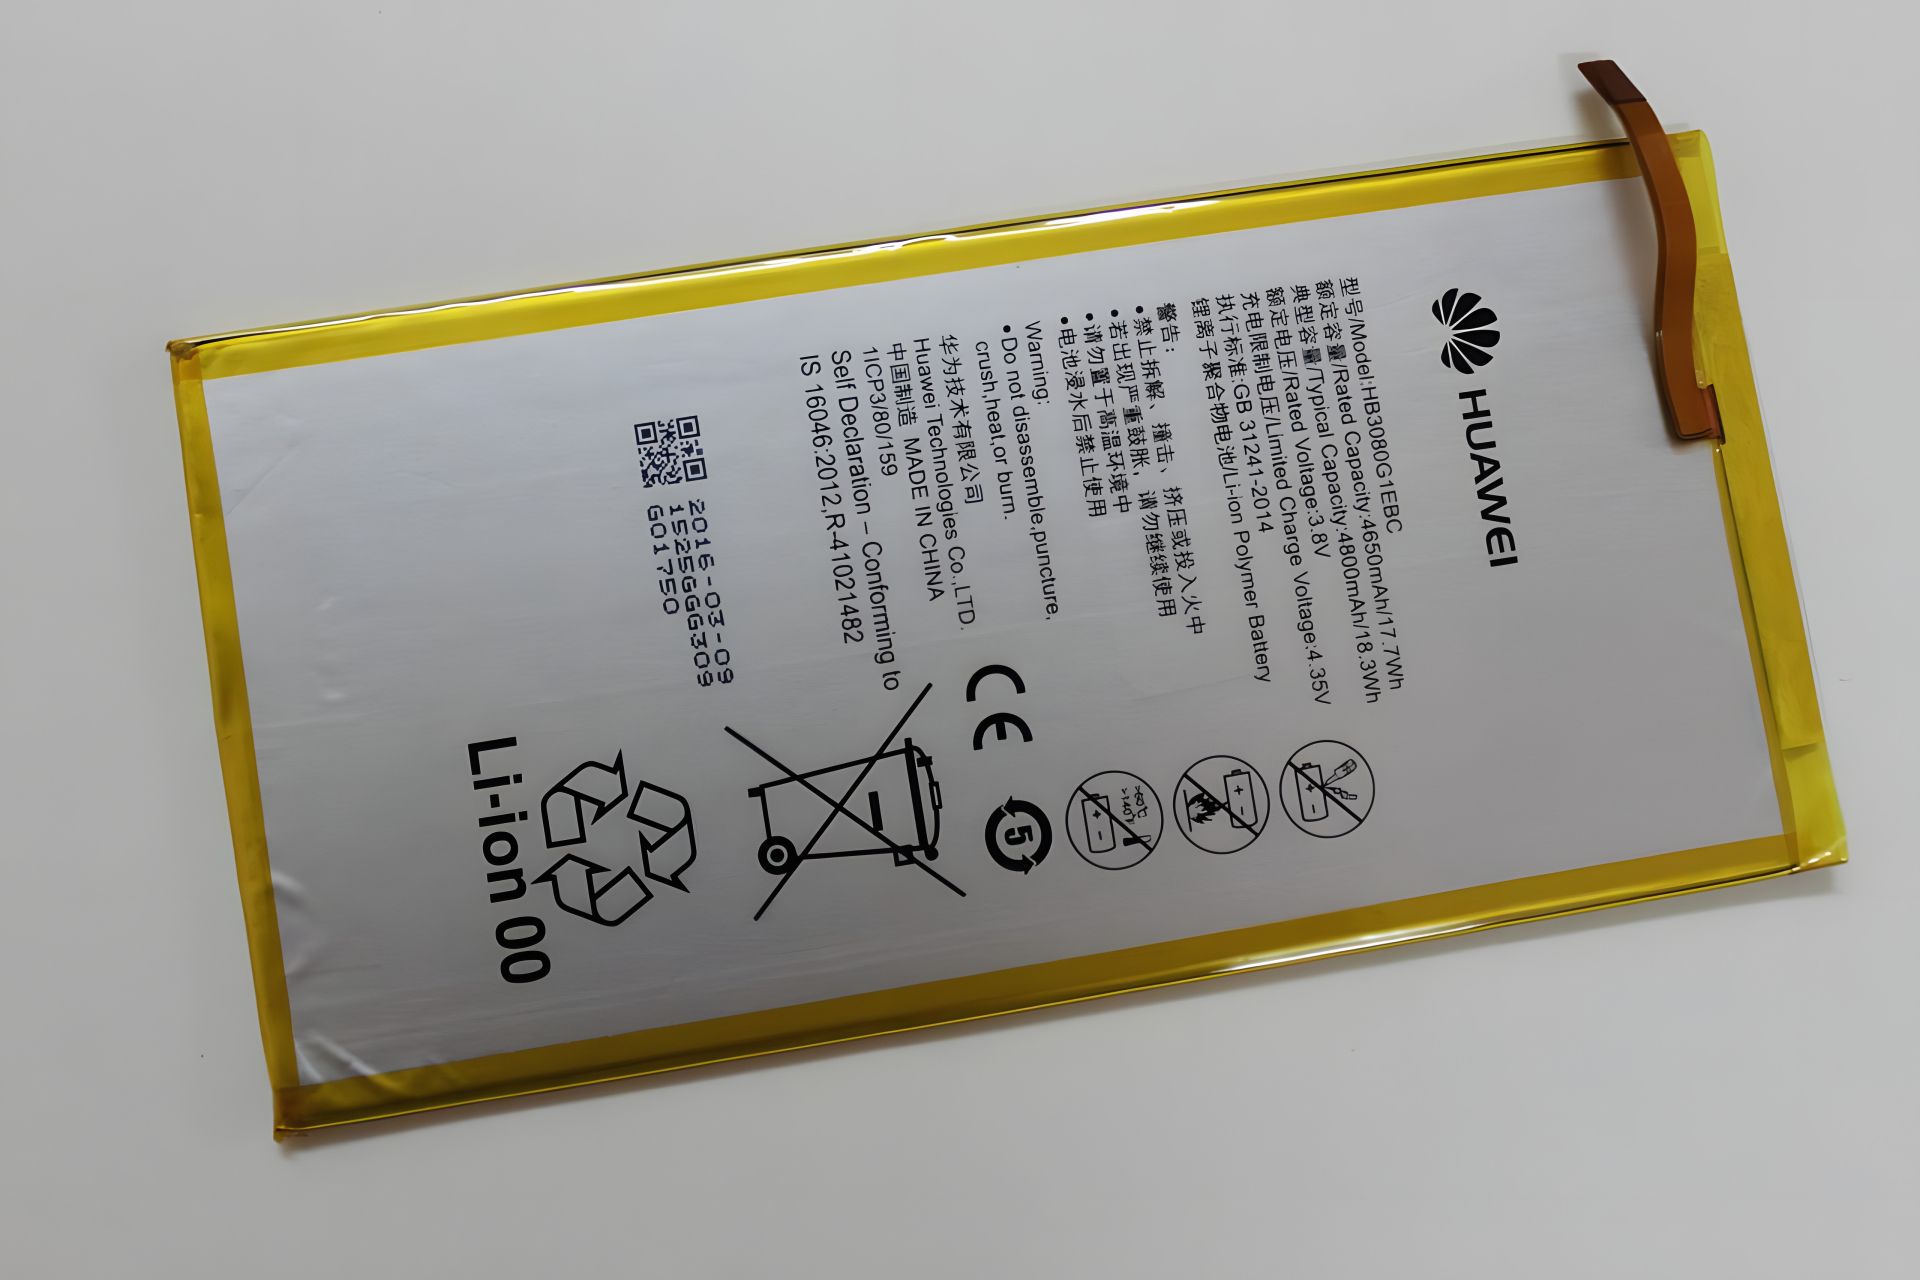 HUAWEI
型号/Model:HB3080G1EBC
额定容量/Rated Capacity:4650mAh/17.7Wh
典型容量/Typical Capacity:4800mAh/18.3Wh
额定电压/Rated Voltage:3.8V
充电限制电压/Limited Charge Voltage:4.35V
执行标准:GB 31241-2014
锂离子聚合物电池/Li-ion Polymer Battery
警告:
•禁止拆解、撞击、挤压或投入火中
•若出现严重鼓胀,请勿继续使用
•请勿置于高温环境中
•电池浸水后禁止使用
Warning:
•Do not disassemble,puncture,
crush,heat,or burn.
华为技术有限公司
Huawei Technologies Co.,LTD.
中国制造 MADE IN CHINA
1ICP3/80/159
Self Declaration – Conforming to
IS 16046:2012,R-41021482
>60℃
>140℉
CE
5
2016-03-09
1525GGG309
G01750
Li-ion 00